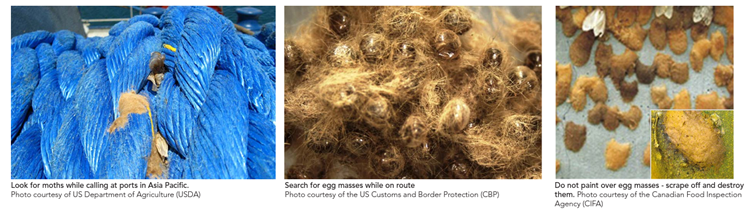 Look for moths while calling at ports in Asia Pacific.
Photo courtesy of US Department of Agriculture (USDA)
Search for egg masses while on route
Photo courtesy of the US Customs and Border Protection (CBP)
Do not paint over egg masses - scrape off and destroy
them. Photo courtesy of the Canadian Food Inspection
Agency (CIFA)